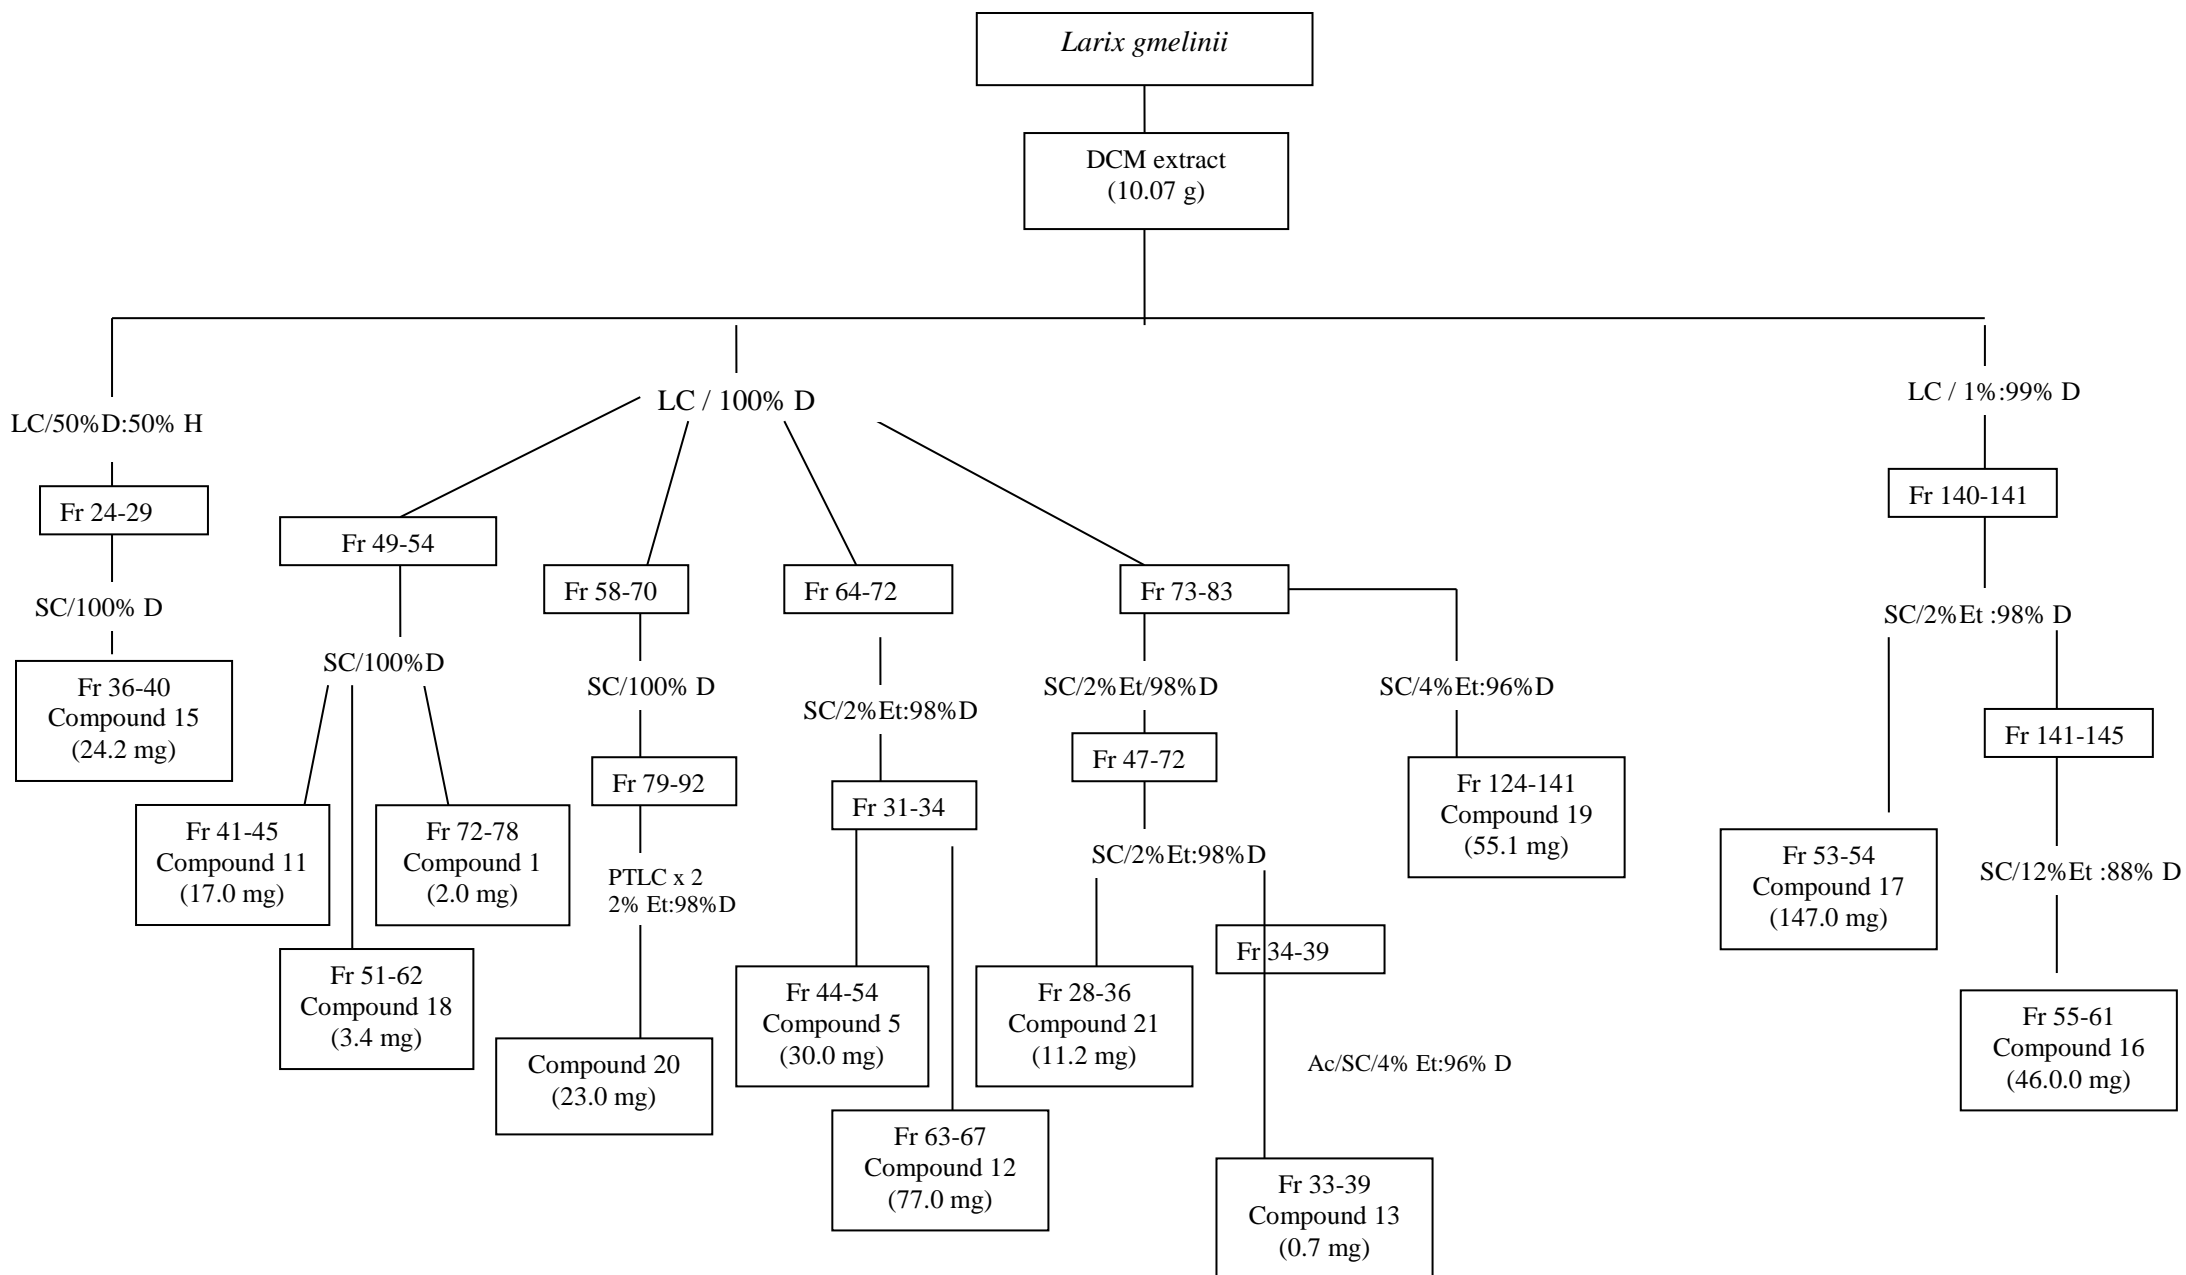 Larix gmelinii
DCM extract
(10.07 g)
LC/50%D:50% H
LC / 100% D
LC / 1%:99% D
Fr 24-29
Fr 49-54
Fr 58-70
Fr 64-72
Fr 73-83
Fr 140-141
SC/100% D
SC/100%D
SC/100% D
SC/2%Et:98%D
SC/2%Et/98%D
SC/4%Et:96%D
SC/2%Et :98% D
Fr 36-40
Compound 15
(24.2 mg)
Fr 41-45
Compound 11
(17.0 mg)
Fr 72-78
Compound 1
(2.0 mg)
Fr 51-62
Compound 18
(3.4 mg)
Fr 79-92
PTLC x 2
2% Et:98%D
Compound 20
(23.0 mg)
Fr 31-34
Fr 44-54
Compound 5
(30.0 mg)
Fr 63-67
Compound 12
(77.0 mg)
Fr 47-72
SC/2%Et:98%D
Fr 28-36
Compound 21
(11.2 mg)
Fr 34-39
Ac/SC/4% Et:96% D
Fr 33-39
Compound 13
(0.7 mg)
Fr 124-141
Compound 19
(55.1 mg)
Fr 53-54
Compound 17
(147.0 mg)
Fr 141-145
SC/12%Et :88% D
Fr 55-61
Compound 16
(46.0.0 mg)